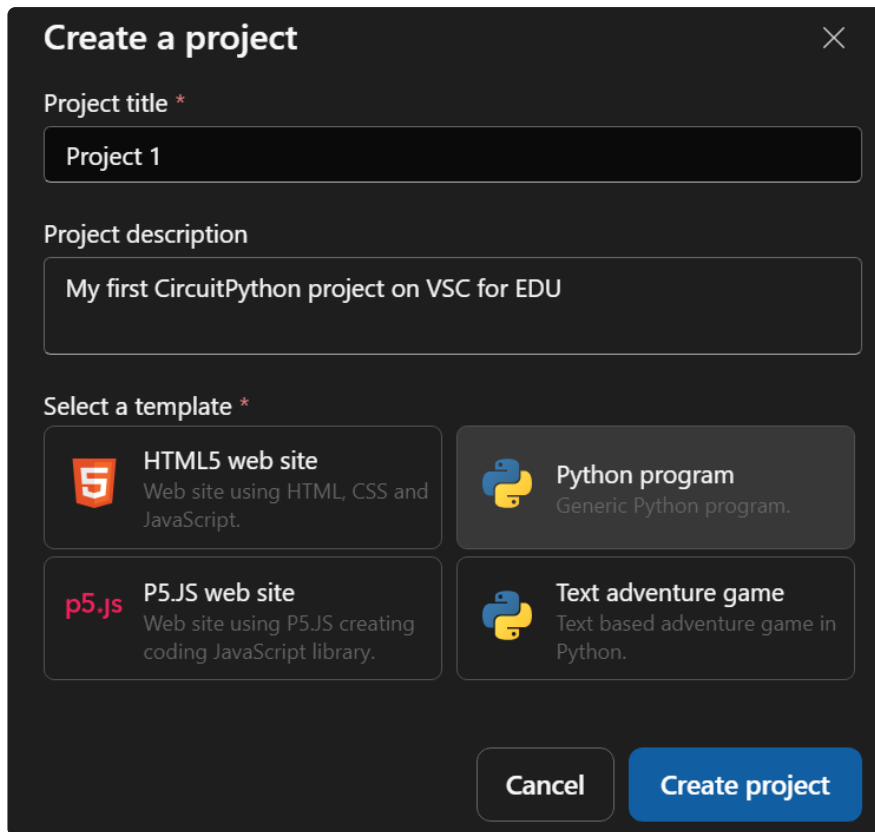 Create a project
Project title *
Project 1
Project description
My first CircuitPython project on VSC for EDU
Select a template *
HTML5 web site
Web site using HTML, CSS and
JavaScript.
Python program
Generic Python program.
p5.js
P5.JS web site
Web site using P5.JS creating
coding JavaScript library.
Text adventure game
Text based adventure game in
Python.
Cancel
Create project